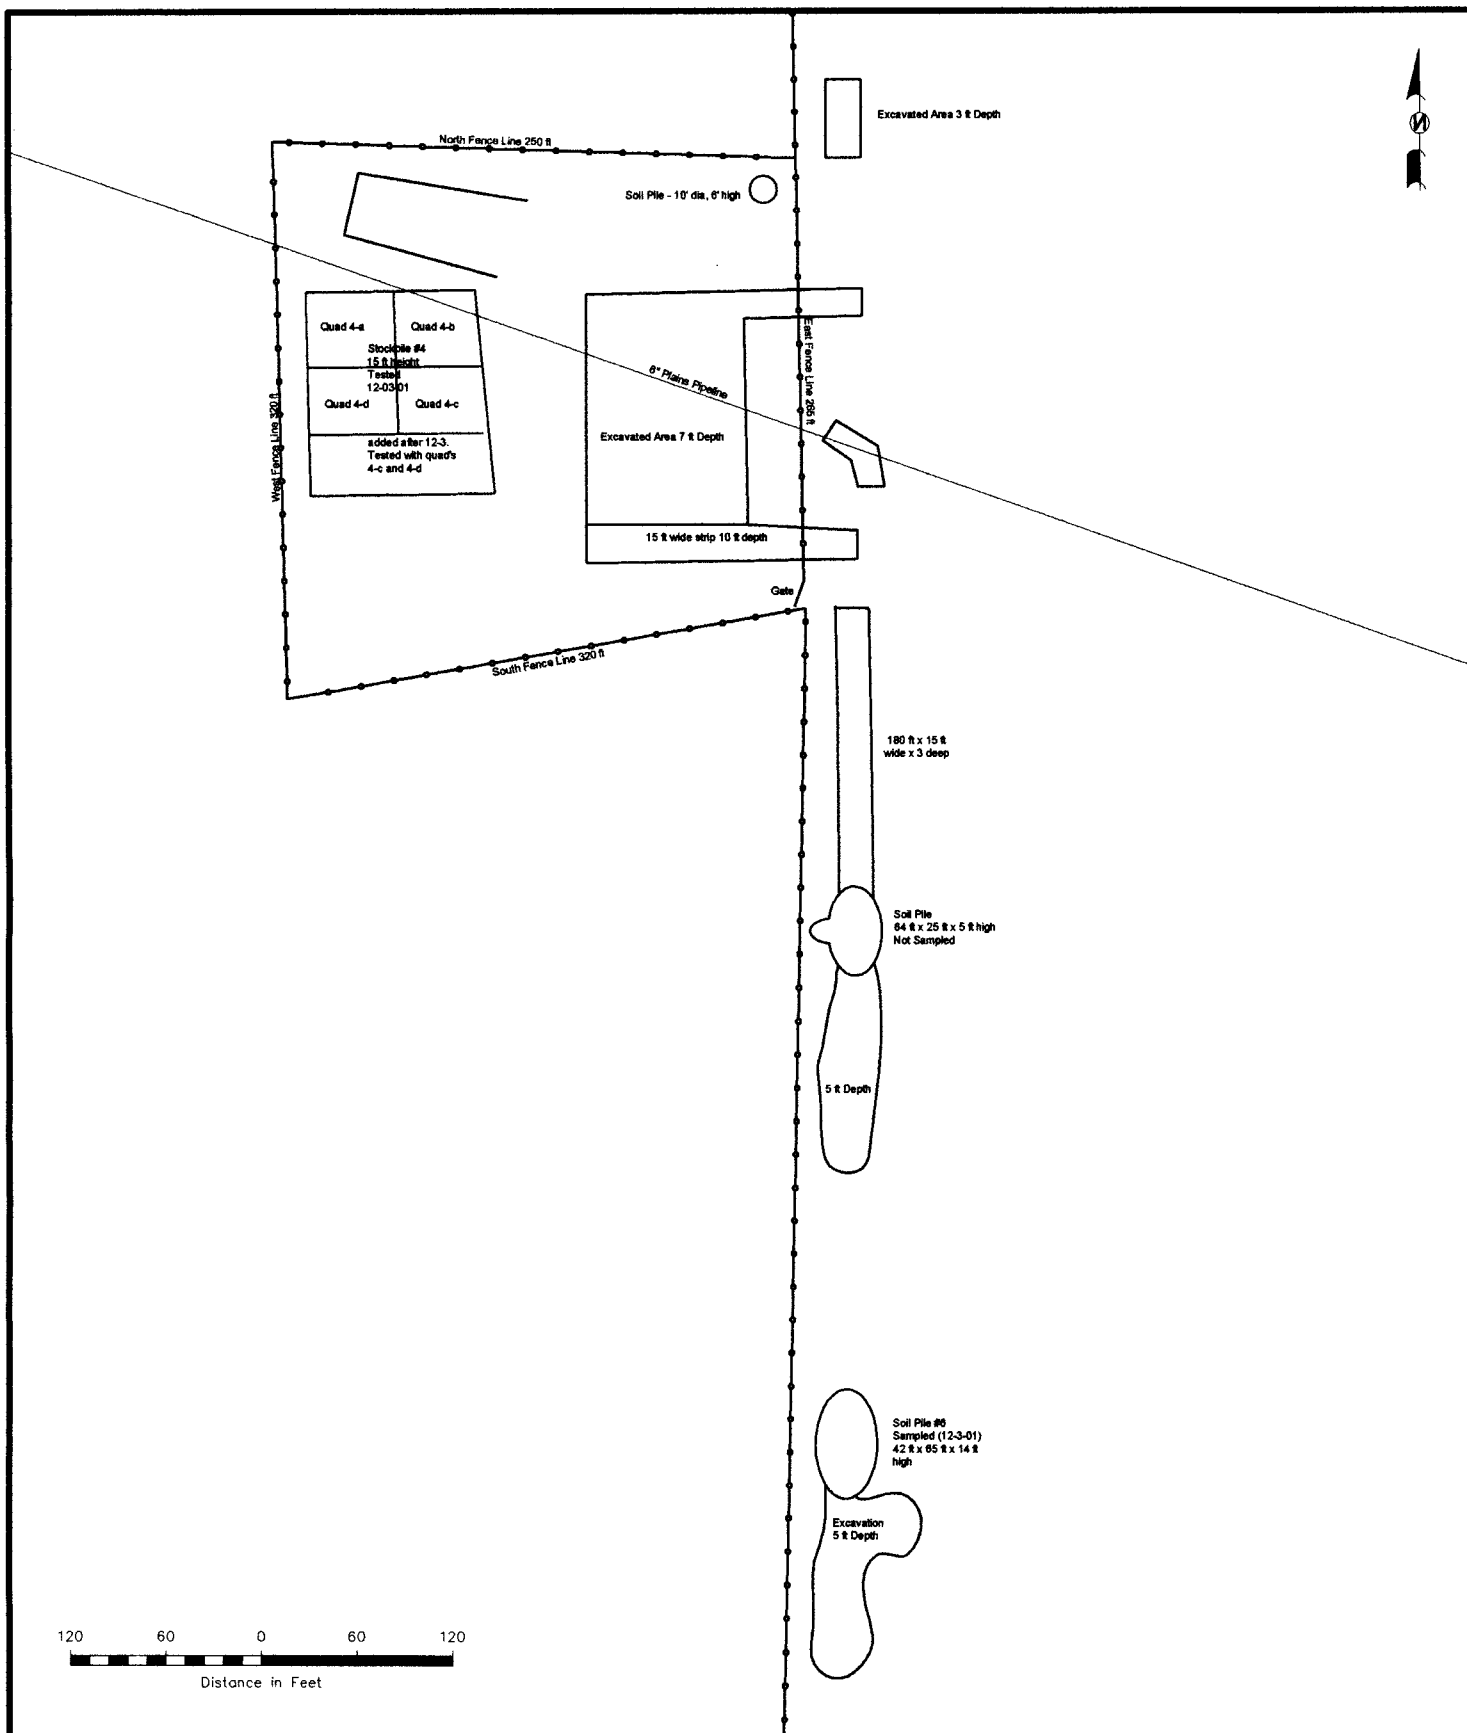 Excavated Area 3 ft Depth
N
North Fence Line 250 ft
Soil Pile - 10' dia, 6' high
Quad 4-a
Quad 4-b
Stockpile #4
15 ft height
Tested
12-03-01
Quad 4-d
Quad 4-c
added after 12-3.
Tested with quad's
4-c and 4-d
West Fence Line 320 ft
6" Plains Pipeline
East Fence Line 265 ft
Excavated Area 7 ft Depth
15 ft wide strip 10 ft depth
Gate
South Fence Line 320 ft
180 ft x 15 ft
wide x 3 deep
Soil Pile
64 ft x 25 ft x 5 ft high
Not Sampled
5 ft Depth
Soil Pile #6
Sampled (12-3-01)
42 ft x 65 ft x 14 ft
high
Excavation
5 ft Depth
120 60 0 60 120
Distance in Feet